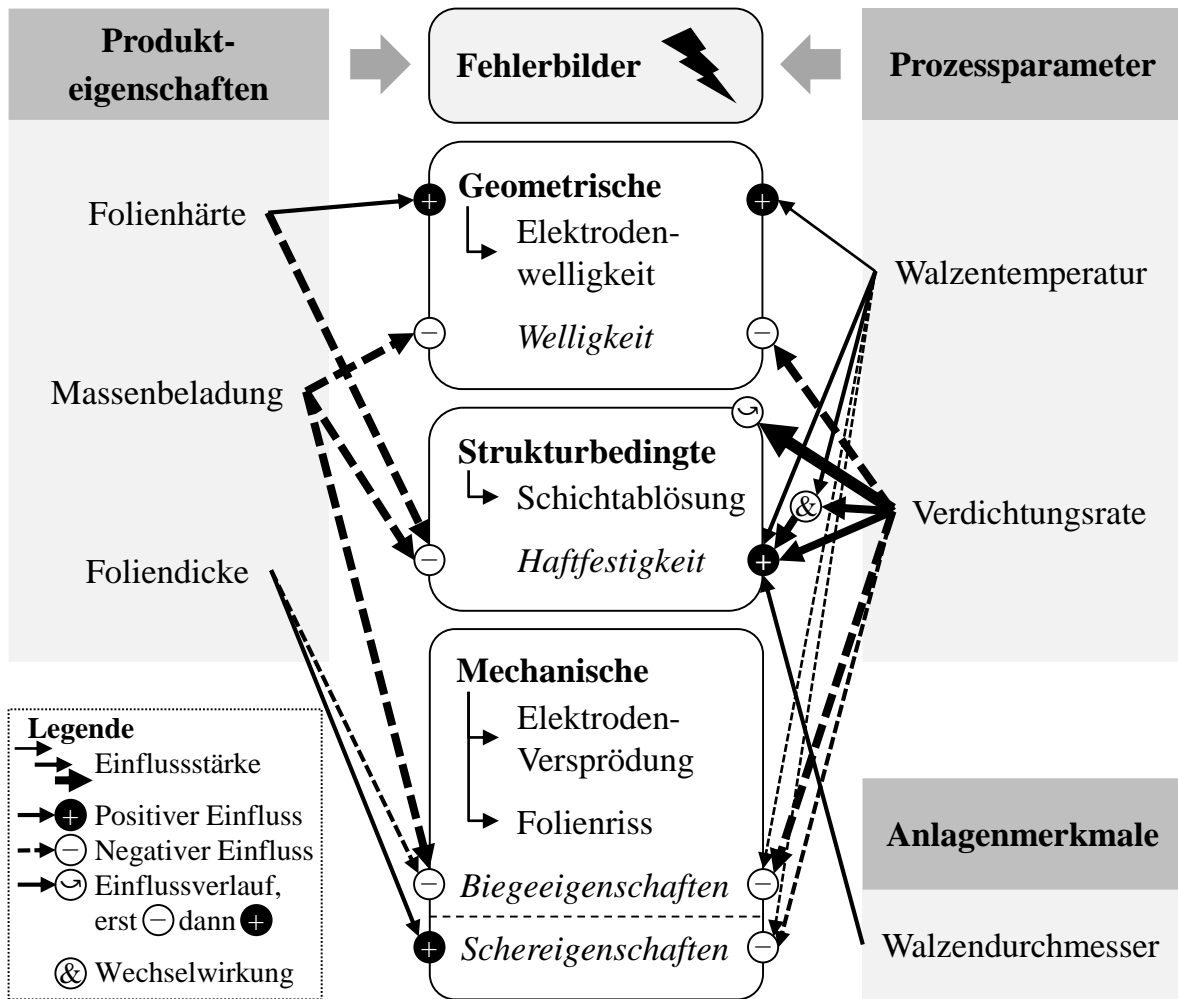 Produkt-
eigenschaften
Fehlerbilder
Prozessparameter
Folienhärte
Massenbeladung
Foliendicke
+
+
Geometrische
Elektroden-
welligkeit
−
Welligkeit
−
Strukturbedingte
Schichtablösung
&
−
Haftfestigkeit
+
Mechanische
Elektroden-
Versprödung
Folienriss
−
Biegeeigenschaften
−
+
Schereigenschaften
−
Walzentemperatur
Verdichtungsrate
Anlagenmerkmale
Walzendurchmesser
Legende
Einflussstärke
+ Positiver Einfluss
− Negativer Einfluss
Einflussverlauf,
erst − dann +
& Wechselwirkung